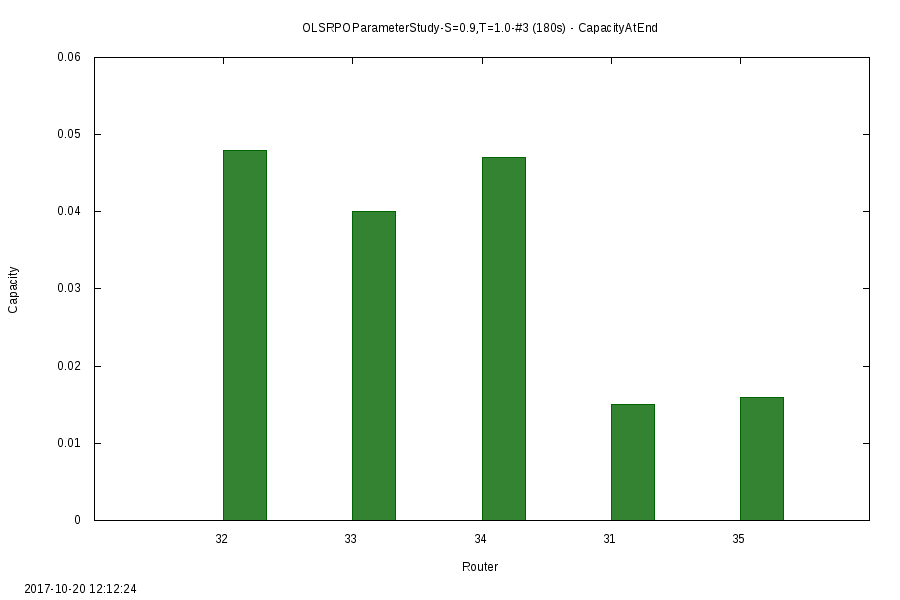 OLSRPOParameterStudy-S=0.9,T=1.0-#3 (180s) - CapacityAtEnd
0.06
0.05
0.04
0.03
0.02
0.01
0
Capacity
32 33 34 31 35
Router
2017-10-20 12:12:24